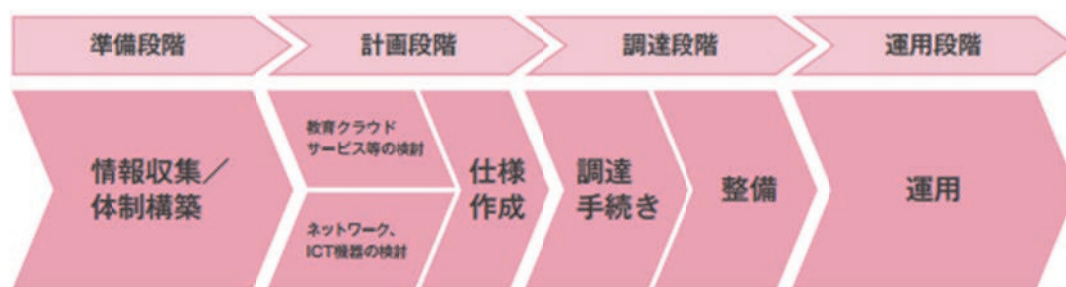 準備段階
計画段階
調達段階
運用段階
情報収集／
体制構築
教育クラウド
サービス等の検討
ネットワーク、
ICT機器の検討
仕様
作成
調達
手続き
整備
運用